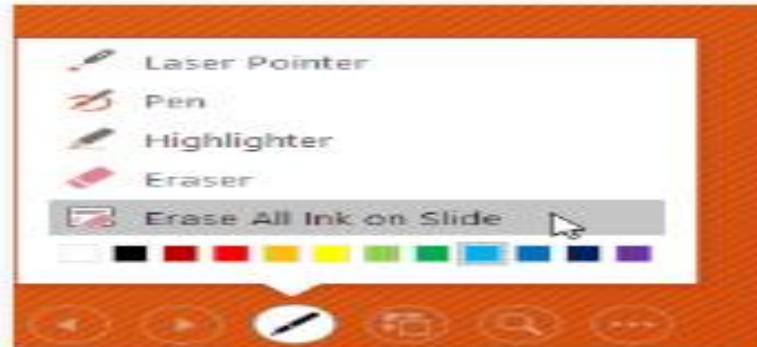 Laser Pointer
Pen
Highlighter
Eraser
Erase All Ink on Slide